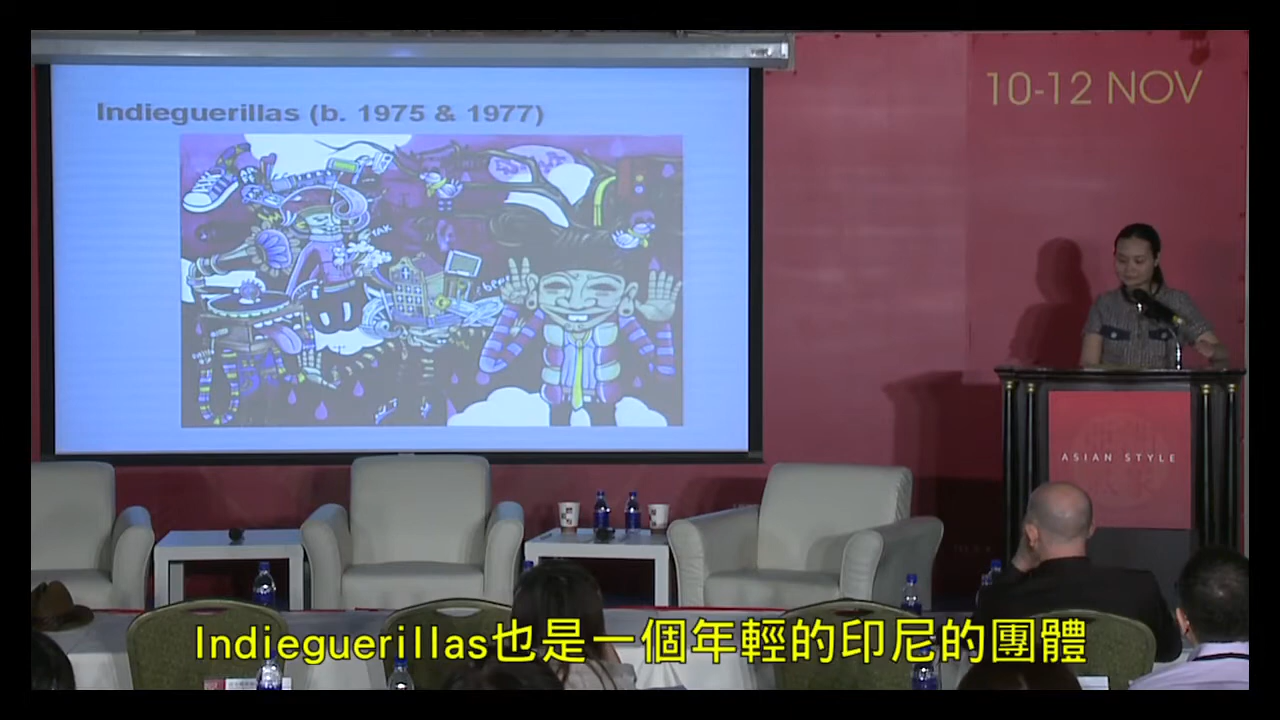 Indieguerillas (b. 1975 & 1977)
10-12 NOV
ASIAN STYLE
Indieguerillas也是一個年輕的印尼的團體